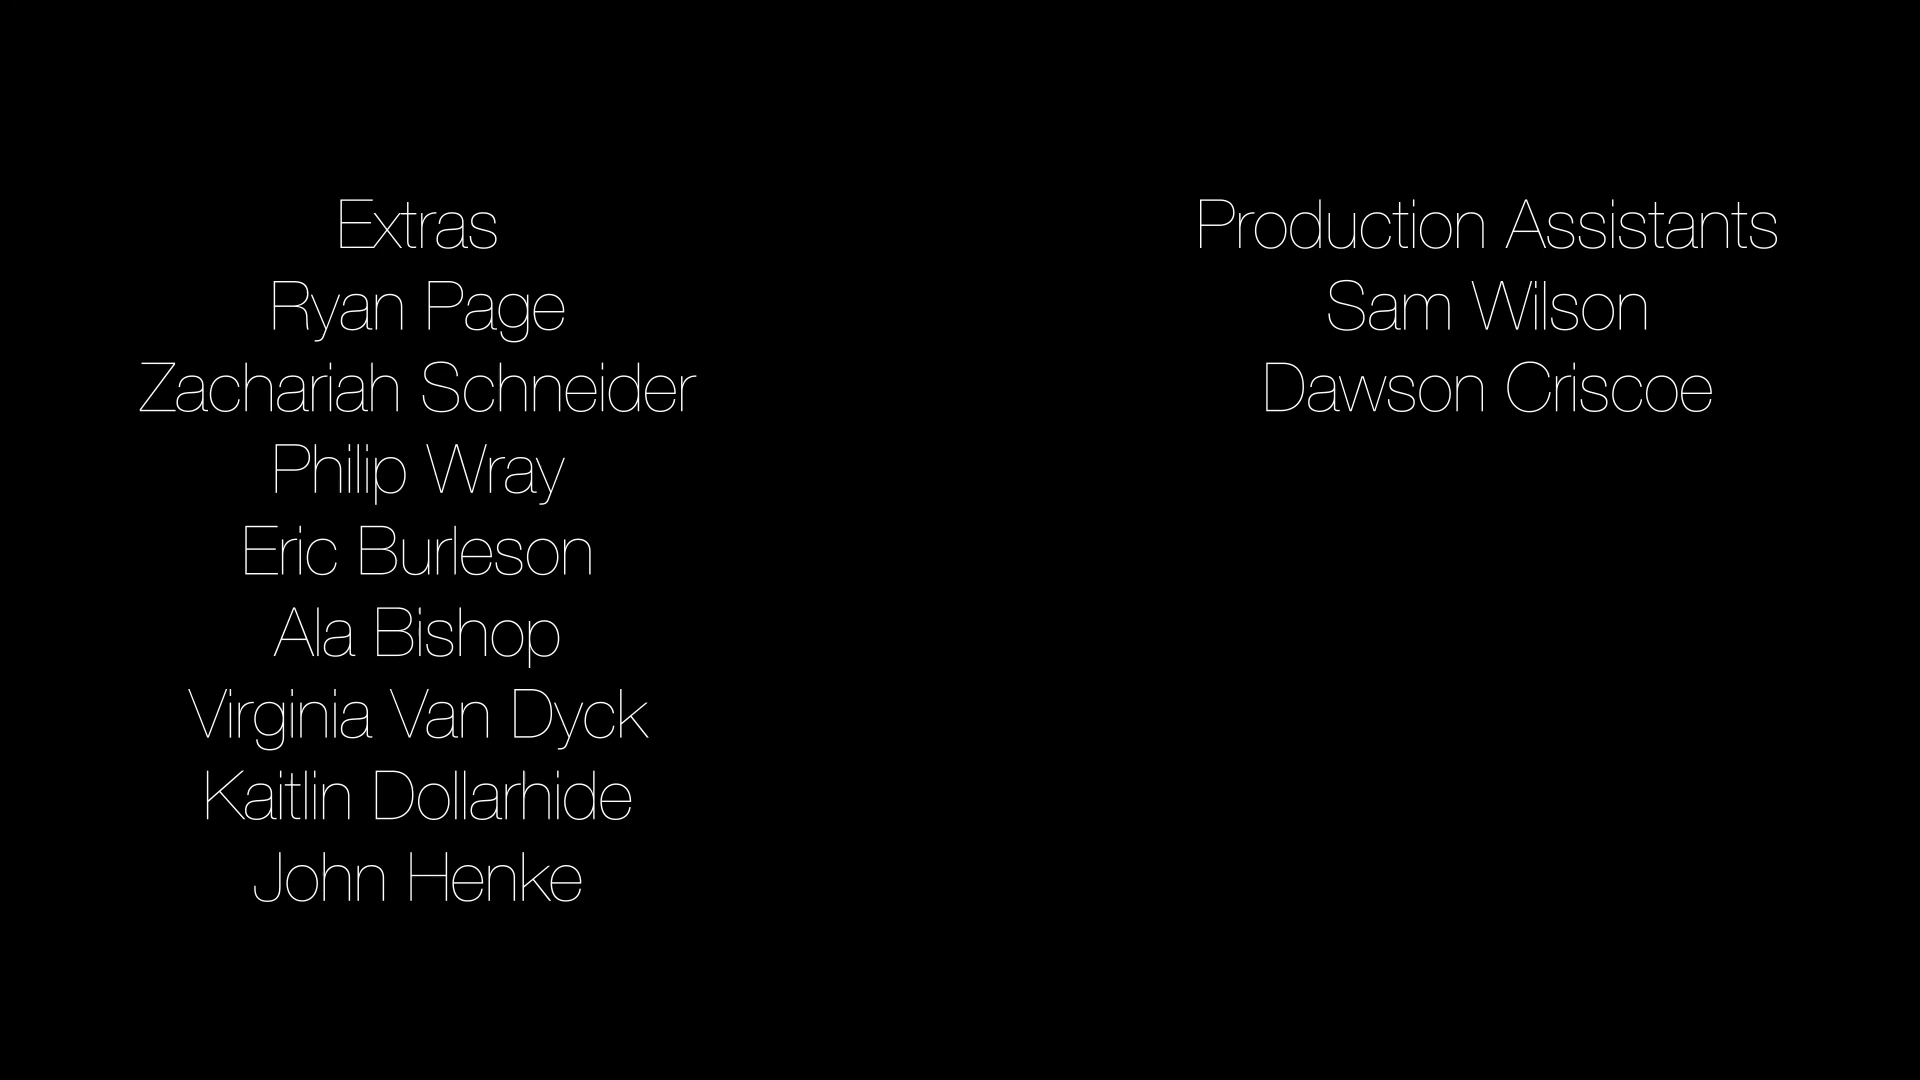 Extras
Ryan Page
Zachariah Schneider
Philip Wray
Eric Burleson
Ala Bishop
Virginia Van Dyck
Kaitlin Dollarhide
John Henke
Production Assistants
Sam Wilson
Dawson Criscoe